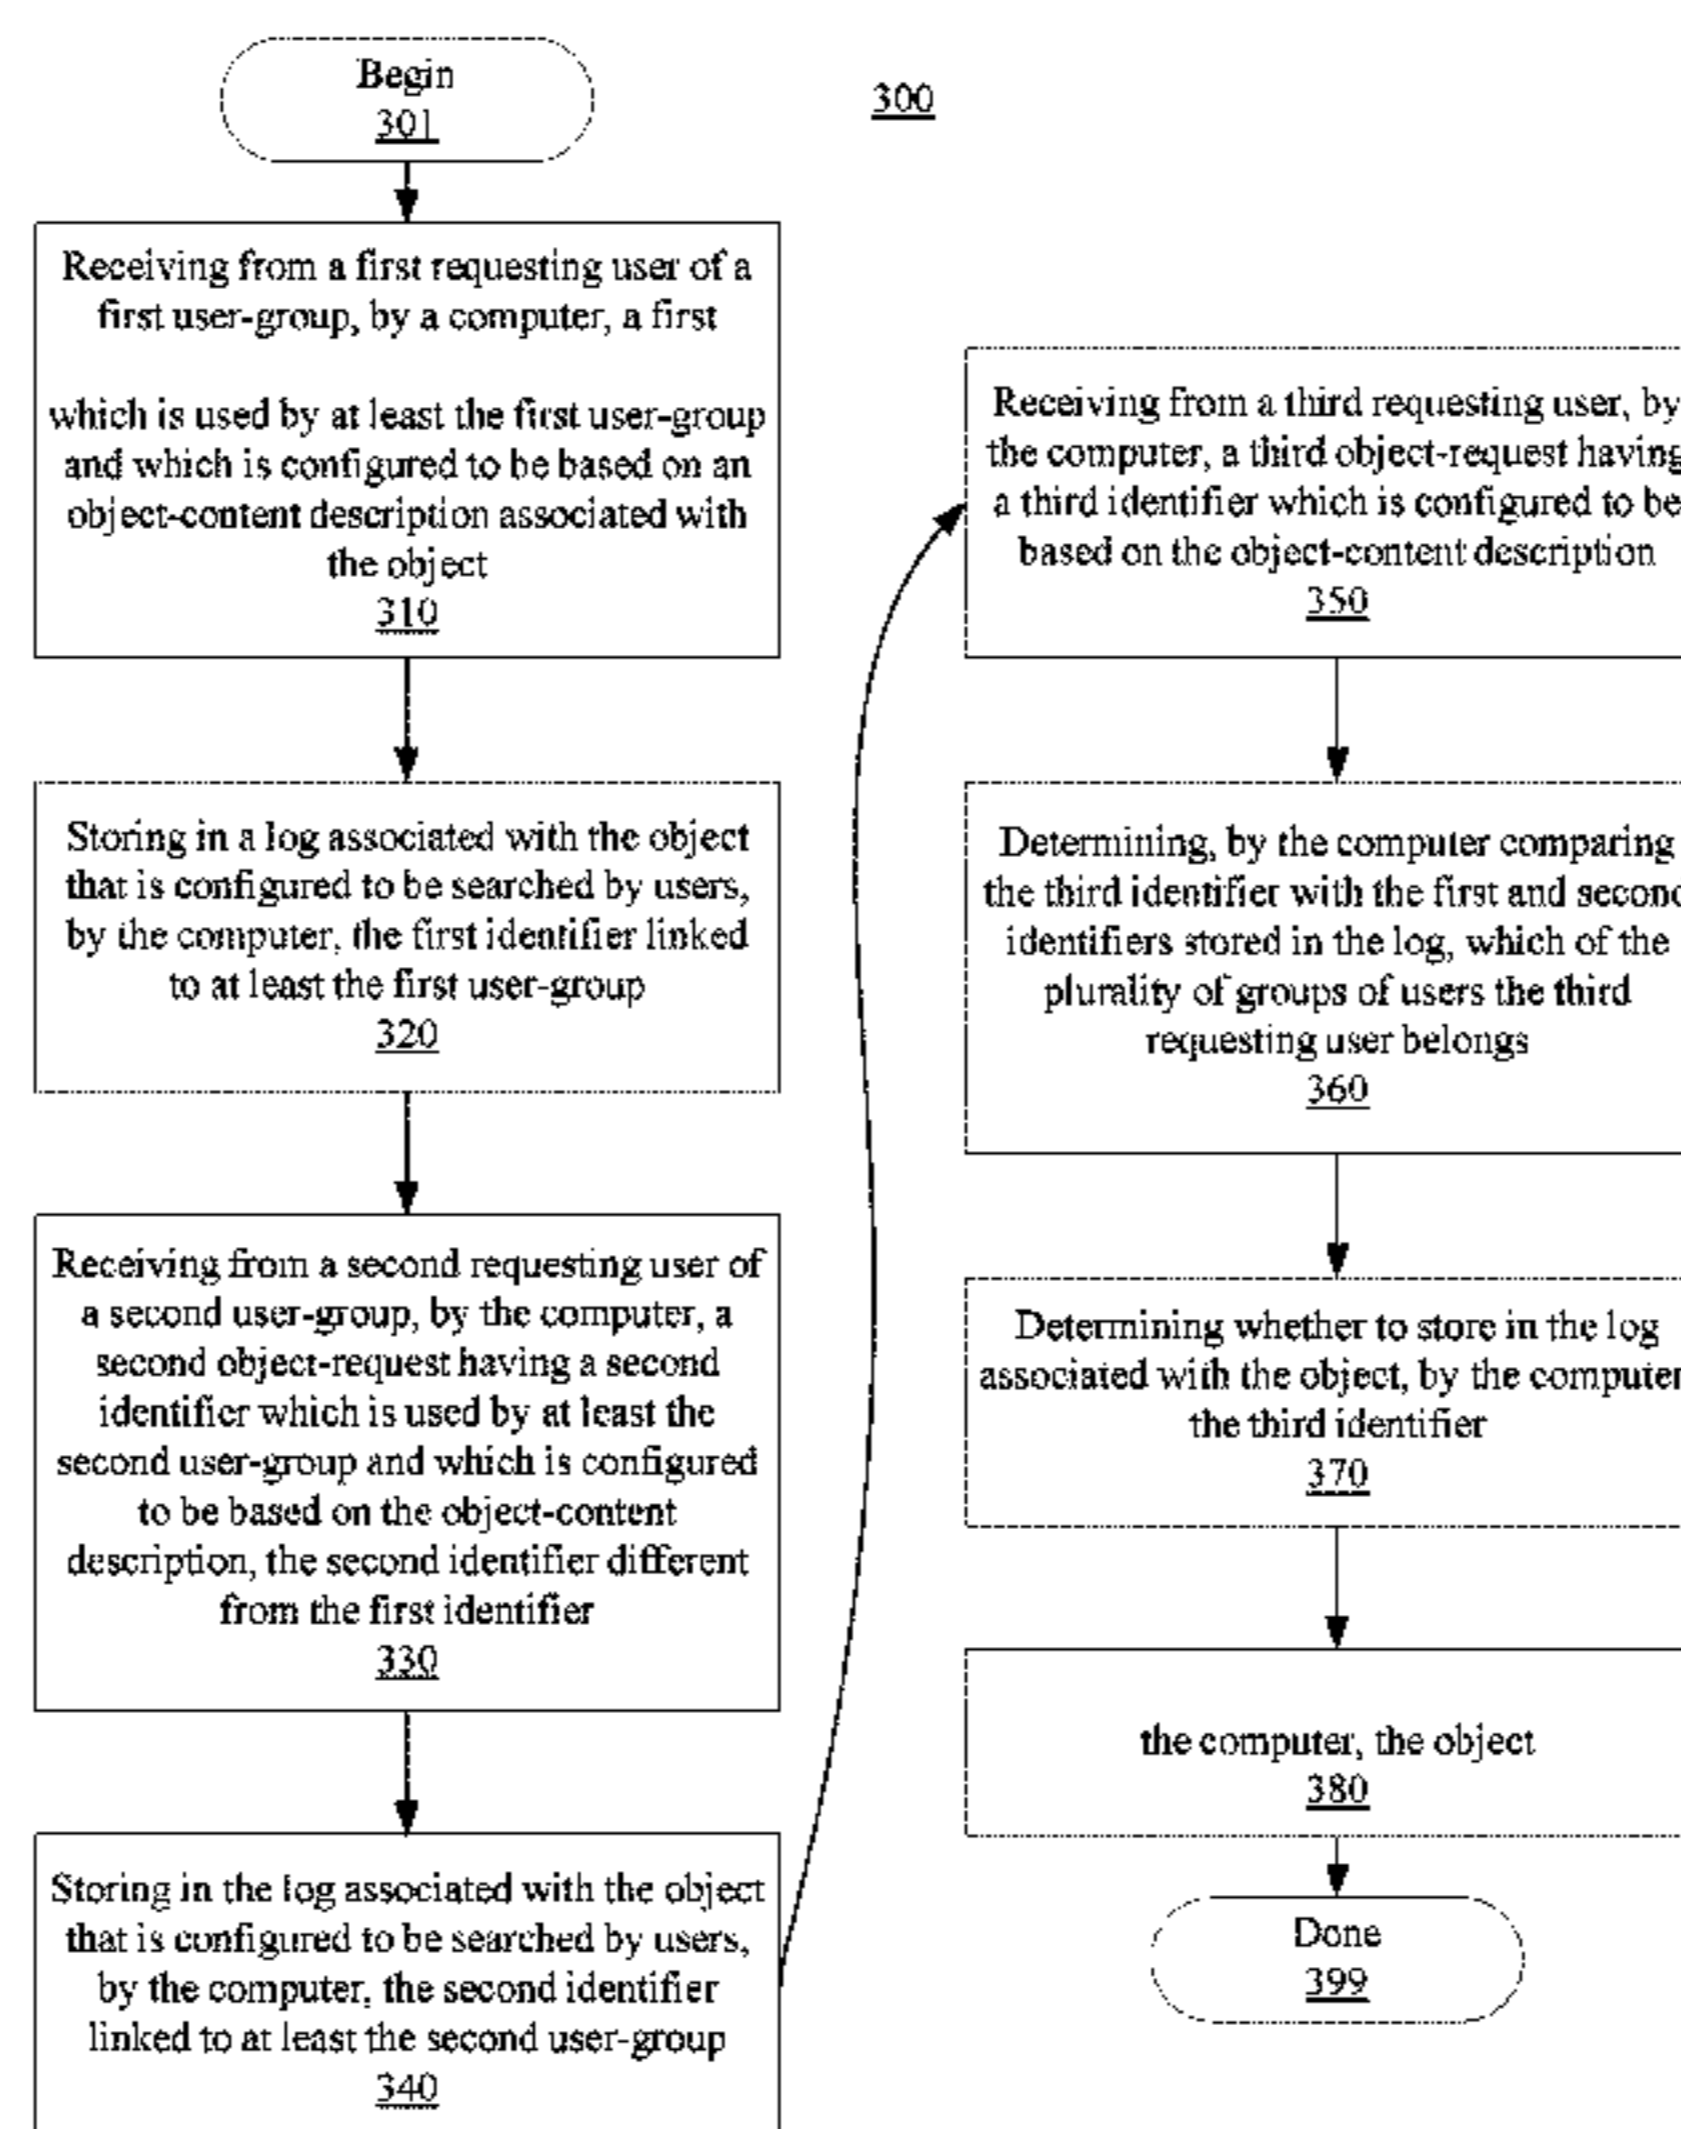 Begin
301
300
Receiving from a first requesting user of a
first user-group, by a computer, a first
which is used by at least the first user-group
and which is configured to be based on an
object-content description associated with
the object
310
Storing in a log associated with the object
that is configured to be searched by users,
by the computer, the first identifier linked
to at least the first user-group
320
Receiving from a second requesting user of
a second user-group, by the computer, a
second object-request having a second
identifier which is used by at least the
second user-group and which is configured
to be based on the object-content
description, the second identifier different
from the first identifier
330
Storing in the log associated with the object
that is configured to be searched by users,
by the computer, the second identifier
linked to at least the second user-group
340
Receiving from a third requesting user, by
the computer, a third object-request having
a third identifier which is configured to be
based on the object-content description
350
Determining, by the computer comparing
the third identifier with the first and second
identifiers stored in the log, which of the
plurality of groups of users the third
requesting user belongs
360
Determining whether to store in the log
associated with the object, by the computer
the third identifier
370
the computer, the object
380
Done
399